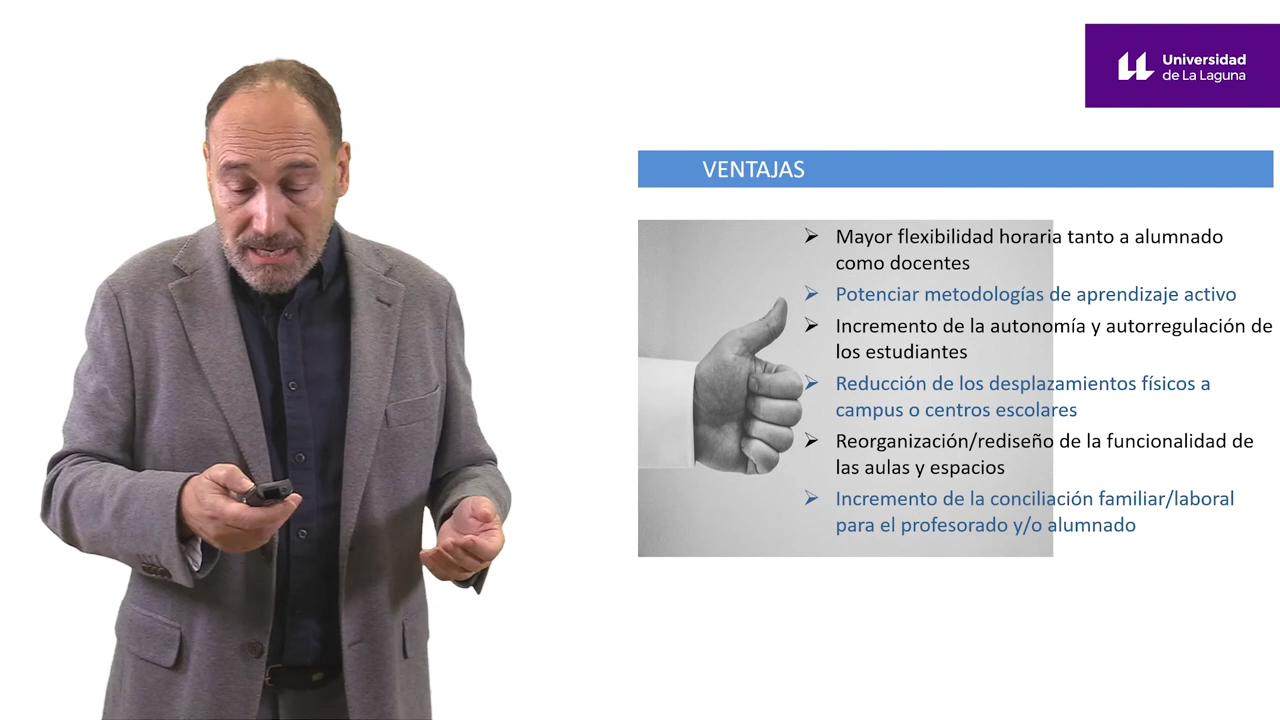 Universidad
de La Laguna
VENTAJAS
Mayor flexibilidad horaria tanto a alumnado
como docentes
Potenciar metodologías de aprendizaje activo
Incremento de la autonomía y autorregulación de
los estudiantes
Reducción de los desplazamientos físicos a
campus o centros escolares
Reorganización/rediseño de la funcionalidad de
las aulas y espacios
Incremento de la conciliación familiar/laboral
para el profesorado y/o alumnado